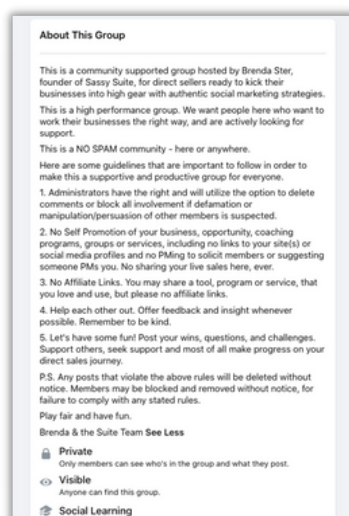 About This Group
This is a community supported group hosted by Brenda Ster,
founder of Sassy Suite, for direct sellers ready to kick their
businesses into high gear with authentic social marketing strategies.
This is a high performance group. We want people here who want to
work their businesses the right way, and are actively looking for
support.
This is a NO SPAM community - here or anywhere.
Here are some guidelines that are important to follow in order to
make this a supportive and productive group for everyone.
1. Administrators have the right and will utilize the option to delete
comments or block all involvement if defamation or
manipulation/persuasion of other members is suspected.
2. No Self Promotion of your business, opportunity, coaching
programs, groups or services, including no links to your site(s) or
social media profiles and no PMing to solicit members or suggesting
someone PMs you. No sharing your live sales here, ever.
3. No Affiliate Links. You may share a tool, program or service, that
you love and use, but please no affiliate links.
4. Help each other out. Offer feedback and insight whenever
possible. Remember to be kind.
5. Let's have some fun! Post your wins, questions, and challenges.
Support others, seek support and most of all make progress on your
direct sales journey.
P.S. Any posts that violate the above rules will be deleted without
notice. Members may be blocked and removed without notice, for
failure to comply with any stated rules.
Play fair and have fun.
Brenda & the Suite Team See Less
Private
Only members can see who's in the group and what they post.
Visible
Anyone can find this group.
Social Learning